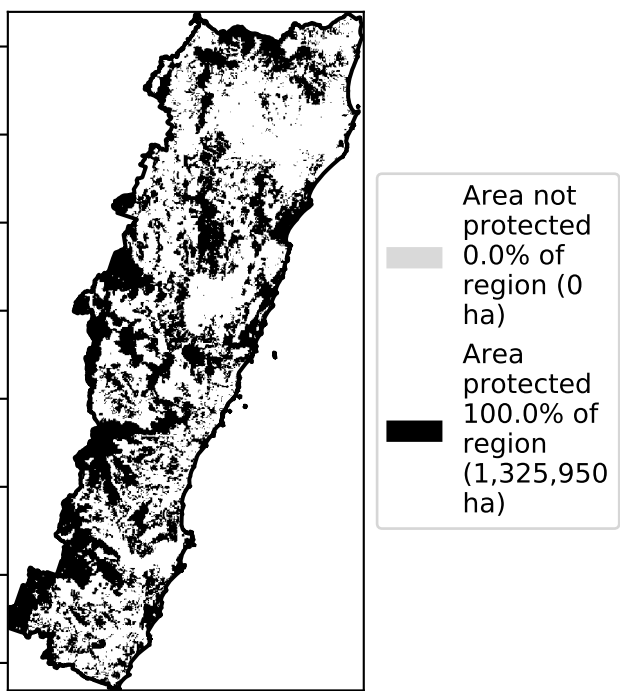 Area not
protected
0.0% of
region (0
ha)
Area
protected
100.0% of
region
(1,325,950
ha)